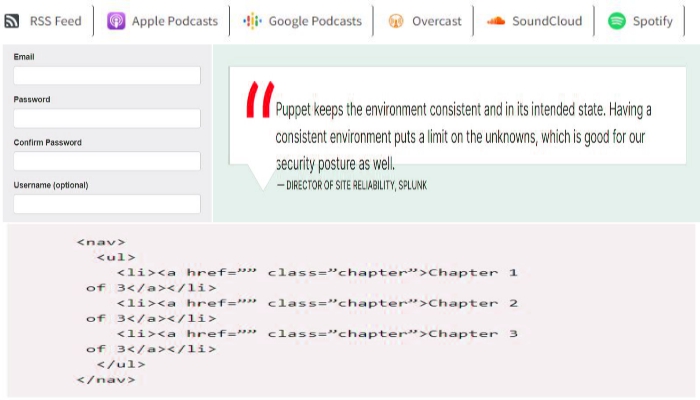 RSS Feed Apple Podcasts Google Podcasts Overcast SoundCloud Spotify
Email
Password
Confirm Password
Username (optional)
Puppet keeps the environment consistent and in its intended state. Having a
consistent environment puts a limit on the unknowns, which is good for our
security posture as well.
— DIRECTOR OF SITE RELIABILITY, SPLUNK
<nav>
<ul>
<li><a href=”” class=”chapter”>Chapter 1
of 3</a></li>
<li><a href=”” class=”chapter”>Chapter 2
of 3</a></li>
<li><a href=”” class=”chapter”>Chapter 3
of 3</a></li>
</ul>
</nav>